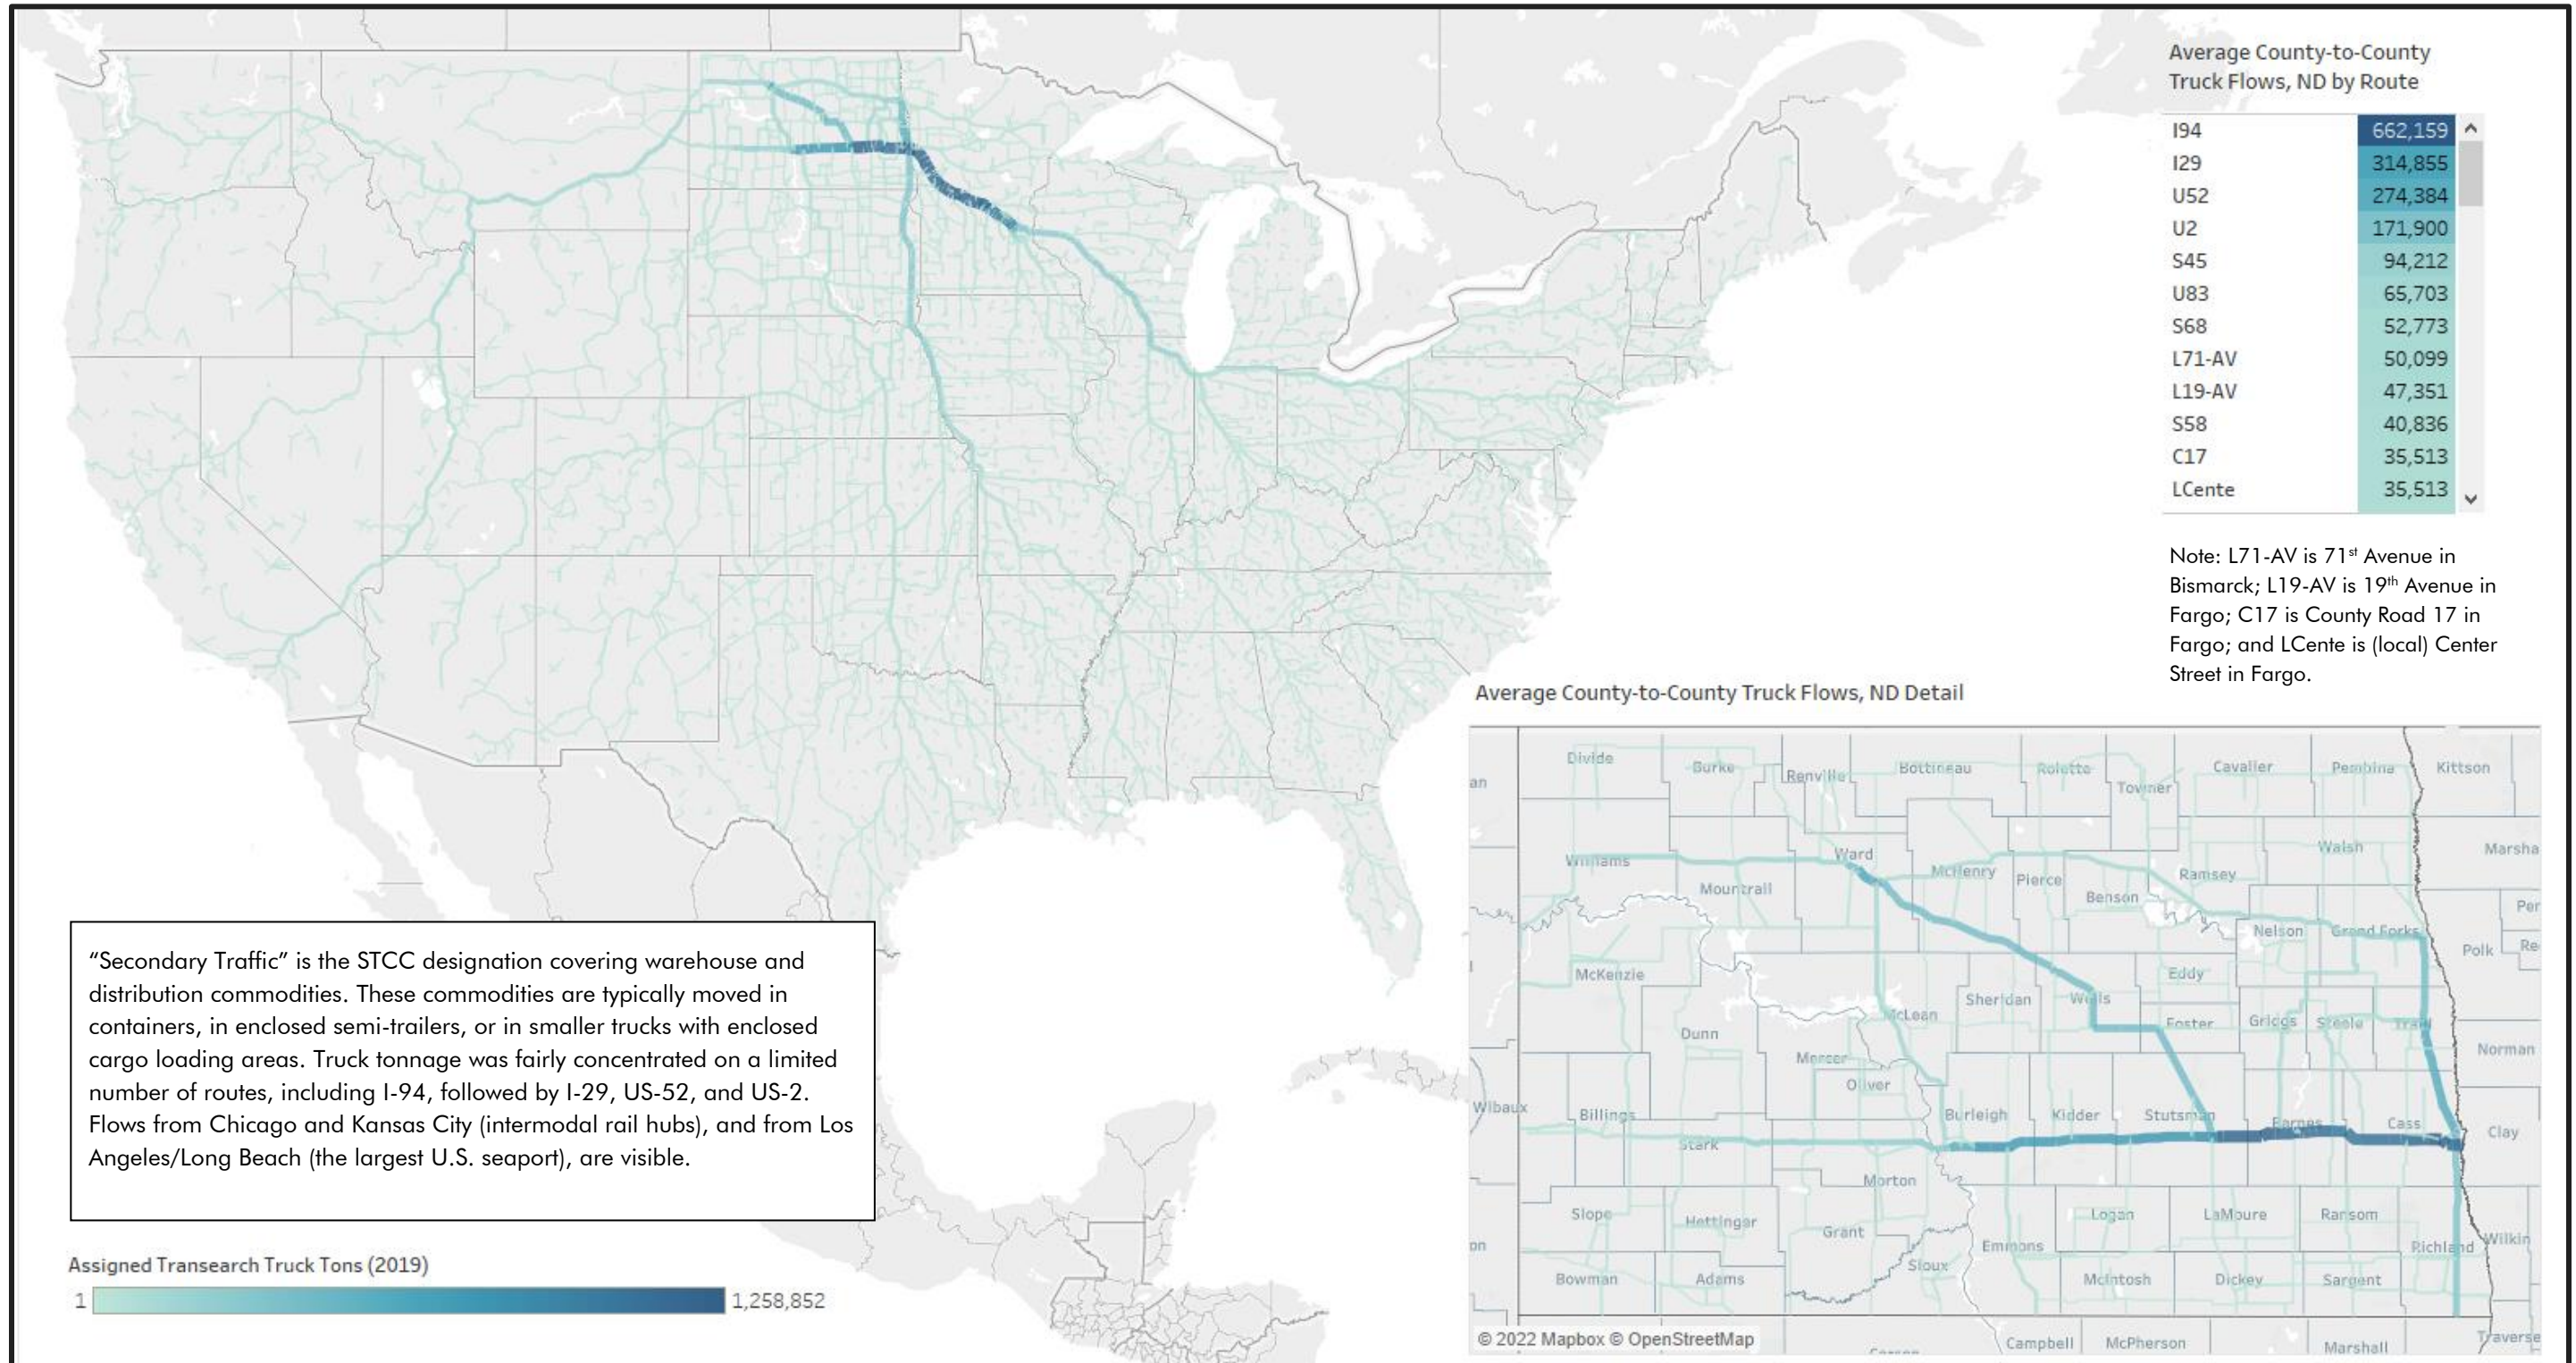 Average County-to-County
Truck Flows, ND by Route
I94 662,159
I29 314,855
U52 274,384
U2 171,900
S45 94,212
U83 65,703
S68 52,773
L71-AV 50,099
L19-AV 47,351
S58 40,836
C17 35,513
LCente 35,513
Note: L71-AV is 71st Avenue in
Bismarck; L19-AV is 19th Avenue in
Fargo; C17 is County Road 17 in
Fargo; and LCente is (local) Center
Street in Fargo.
Average County-to-County Truck Flows, ND Detail
Divide Burke Renville Bottineau Rolette Towner Cavalier Pembina Kittson
an
Williams Ward McHenry Pierce Ramsey Walsh Marsha
Mountrail Benson Per
Nelson Grand Forks Polk Re
McKenzie Eddy
Sheridan Wells
McLean Foster Griggs Steele Traill
Dunn Norman
Mercer
Oliver
Wibaux Billings Burleigh Kidder Stutsman Barnes Cass Clay
Stark
Morton
Slope Hettinger Grant Logan LaMoure Ransom
on Emmons Richland Wilkin
Sioux
Bowman Adams McIntosh Dickey Sargent
© 2022 Mapbox © OpenStreetMap
Campbell McPherson Marshall Traverse
“Secondary Traffic” is the STCC designation covering warehouse and
distribution commodities. These commodities are typically moved in
containers, in enclosed semi-trailers, or in smaller trucks with enclosed
cargo loading areas. Truck tonnage was fairly concentrated on a limited
number of routes, including I-94, followed by I-29, US-52, and US-2.
Flows from Chicago and Kansas City (intermodal rail hubs), and from Los
Angeles/Long Beach (the largest U.S. seaport), are visible.
Assigned Transearch Truck Tons (2019)
1 1,258,852